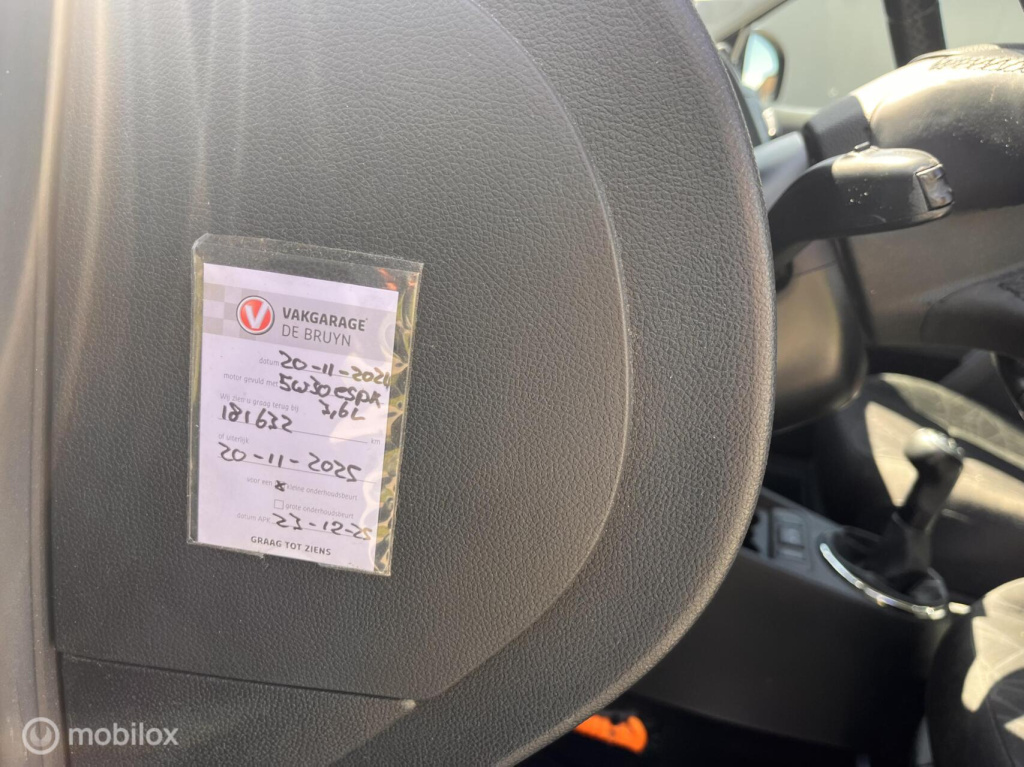 VAKGARAGE
DE BRUYN
datum 20-11-2024
motor gevuld met 5W30 ESPK
3,6L
Wij zien u graag terug bij
181632 km
of uiterlijk
20-11-2025
voor een x kleine onderhoudsbeurt
grote onderhoudsbeurt
datum APK 23-12-25
GRAAG TOT ZIENS
mobilox